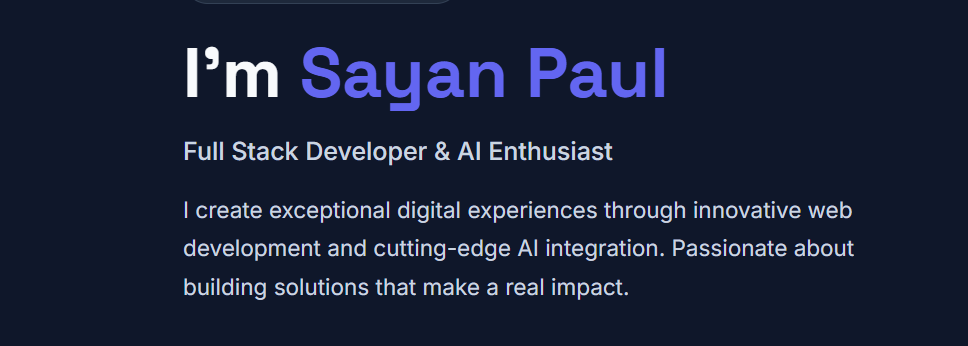 I’m Sayan Paul
Full Stack Developer & AI Enthusiast
I create exceptional digital experiences through innovative web
development and cutting-edge AI integration. Passionate about
building solutions that make a real impact.